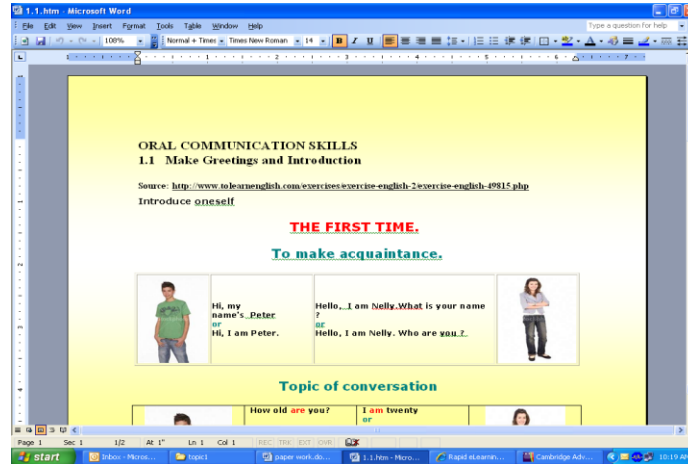 1.1.htm - Microsoft Word
File Edit View Insert Format Tools Table Window Help
Type a question for help
108%
Normal + Times
Times New Roman
14
B I U
ORAL COMMUNICATION SKILLS
1.1 Make Greetings and Introduction
Source: http://www.tolearnenglish.com/exercises/exercise-english-2/exercise-english-49815.php
Introduce oneself
THE FIRST TIME.
To make acquaintance.
Hi, my
name's Peter
or
Hi, I am Peter.
Hello, I am Nelly.What is your name
?
or
Hello, I am Nelly. Who are you ?
Topic of conversation
How old are you?
I am twenty
or
Page 1 Sec 1 1/2 At 1" Ln 1 Col 1 REC TRK EXT OVR
start
Inbox - Micros...
topic1
paper work.do...
1.1.htm - Micro...
Rapid eLearnin...
Cambridge Adv...
10:19 AM